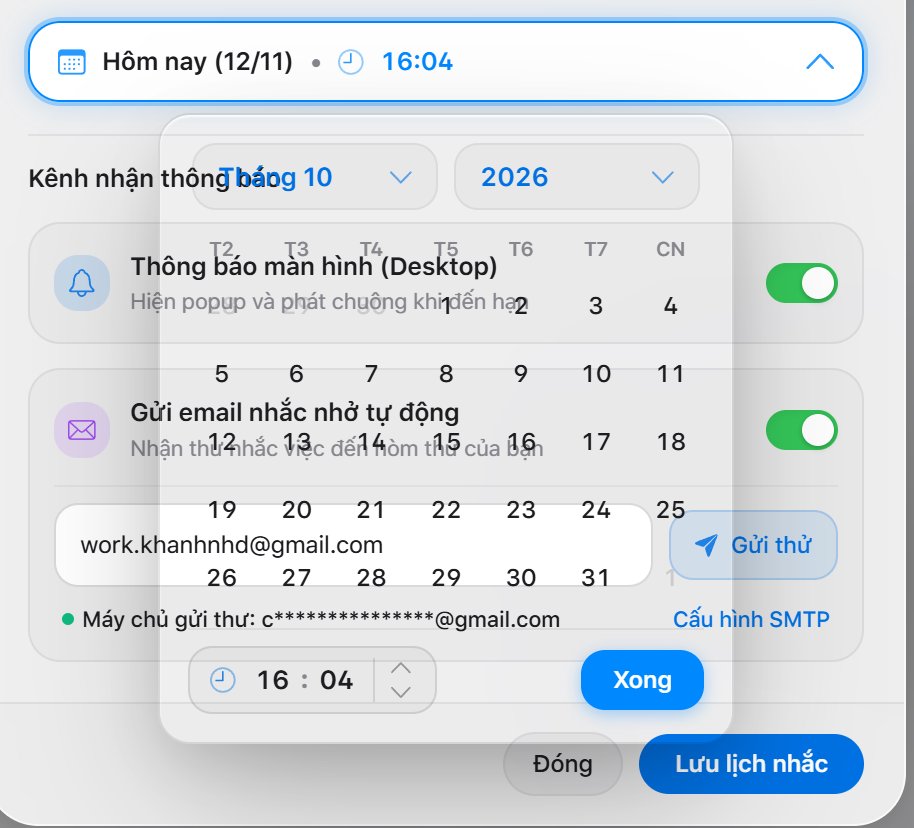 Hôm nay (12/11) • 16:04
Kênh nhận thông báo
Tháng 10
2026
T2 T3 T4 T5 T6 T7 CN
Thông báo màn hình (Desktop)
Hiện popup và phát chuông khi đến hạn
28 29 30 1 2 3 4
5 6 7 8 9 10 11
Gửi email nhắc nhở tự động
12 13 14 15 16 17 18
Nhận thư nhắc việc đến hòm thư của bạn
19 20 21 22 23 24 25
work.khanhnhd@gmail.com
Gửi thử
26 27 28 29 30 31 1
Máy chủ gửi thư: c***************@gmail.com
Cấu hình SMTP
16 : 04
Xong
Đóng
Lưu lịch nhắc